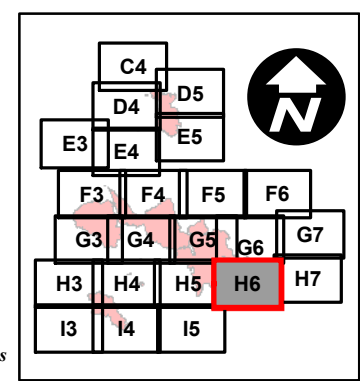 C4
D5
D4
N
E3
E4
E5
F3 F4 F5 F6
G3 G4 G5 G6 G7
H3 H4 H5 H6 H7
I3 I4 I5
s